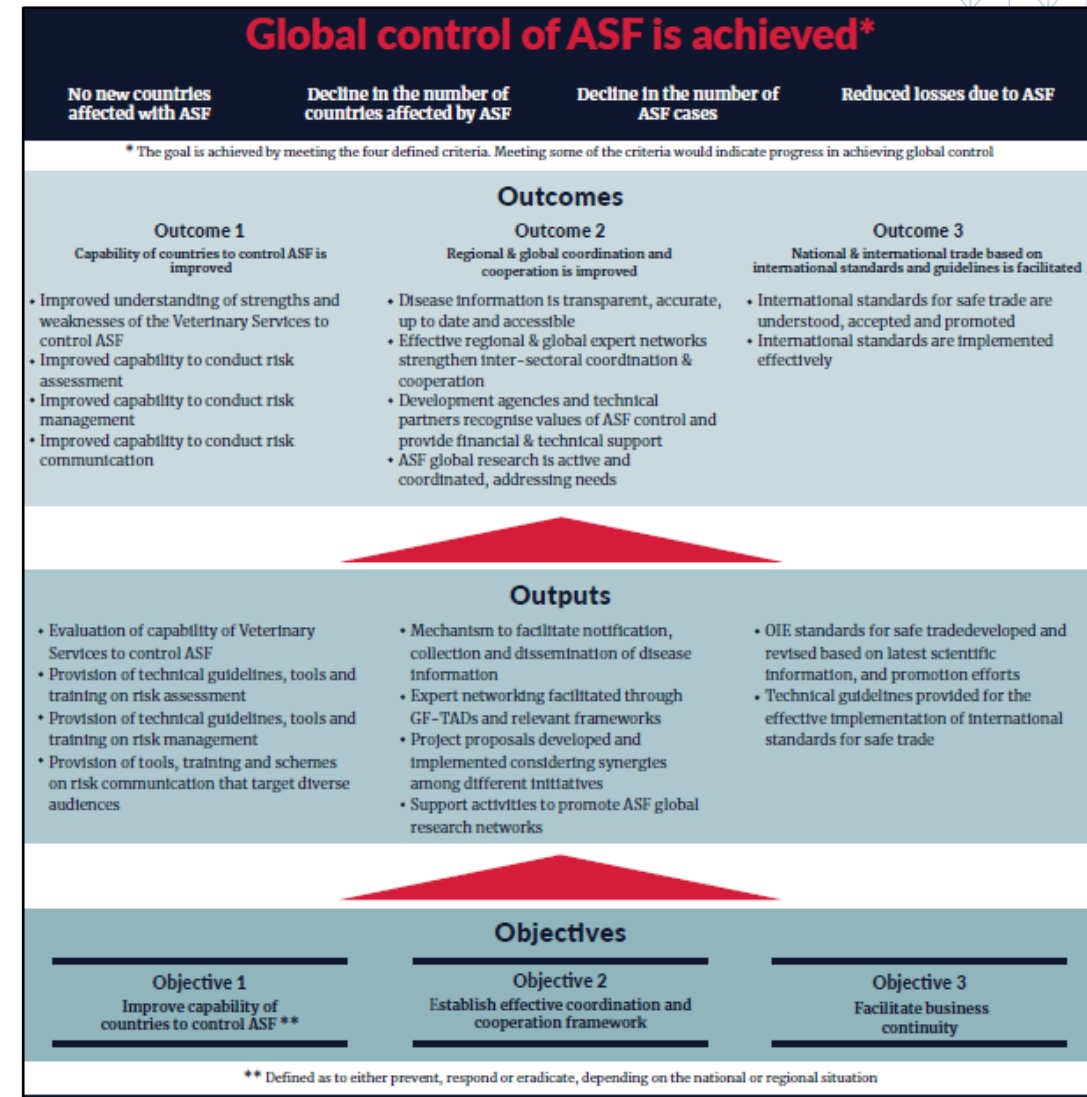 Global control of ASF is achieved*
No new countries
affected with ASF
Decline in the number of
countries affected by ASF
Decline in the number of
ASF cases
Reduced losses due to ASF
* The goal is achieved by meeting the four defined criteria. Meeting some of the criteria would indicate progress in achieving global control
Outcomes
Outcome 1
Capability of countries to control ASF is
improved
• Improved understanding of strengths and
weaknesses of the Veterinary Services to
control ASF
• Improved capability to conduct risk
assessment
• Improved capability to conduct risk
management
• Improved capability to conduct risk
communication
Outcome 2
Regional & global coordination and
cooperation is improved
• Disease information is transparent, accurate,
up to date and accessible
• Effective regional & global expert networks
strengthen inter-sectoral coordination &
cooperation
• Development agencies and technical
partners recognise values of ASF control and
provide financial & technical support
• ASF global research is active and
coordinated, addressing needs
Outcome 3
National & international trade based on
international standards and guidelines is facilitated
• International standards for safe trade are
understood, accepted and promoted
• International standards are implemented
effectively
Outputs
• Evaluation of capability of Veterinary
Services to control ASF
• Provision of technical guidelines, tools and
training on risk assessment
• Provision of technical guidelines, tools and
training on risk management
• Provision of tools, training and schemes
on risk communication that target diverse
audiences
• Mechanism to facilitate notification,
collection and dissemination of disease
information
• Expert networking facilitated through
GF-TADs and relevant frameworks
• Project proposals developed and
implemented considering synergies
among different initiatives
• Support activities to promote ASF global
research networks
• OIE standards for safe tradedeveloped and
revised based on latest scientific
information, and promotion efforts
• Technical guidelines provided for the
effective implementation of international
standards for safe trade
Objectives
Objective 1
Improve capability of
countries to control ASF **
Objective 2
Establish effective coordination and
cooperation framework
Objective 3
Facilitate business
continuity
** Defined as to either prevent, respond or eradicate, depending on the national or regional situation